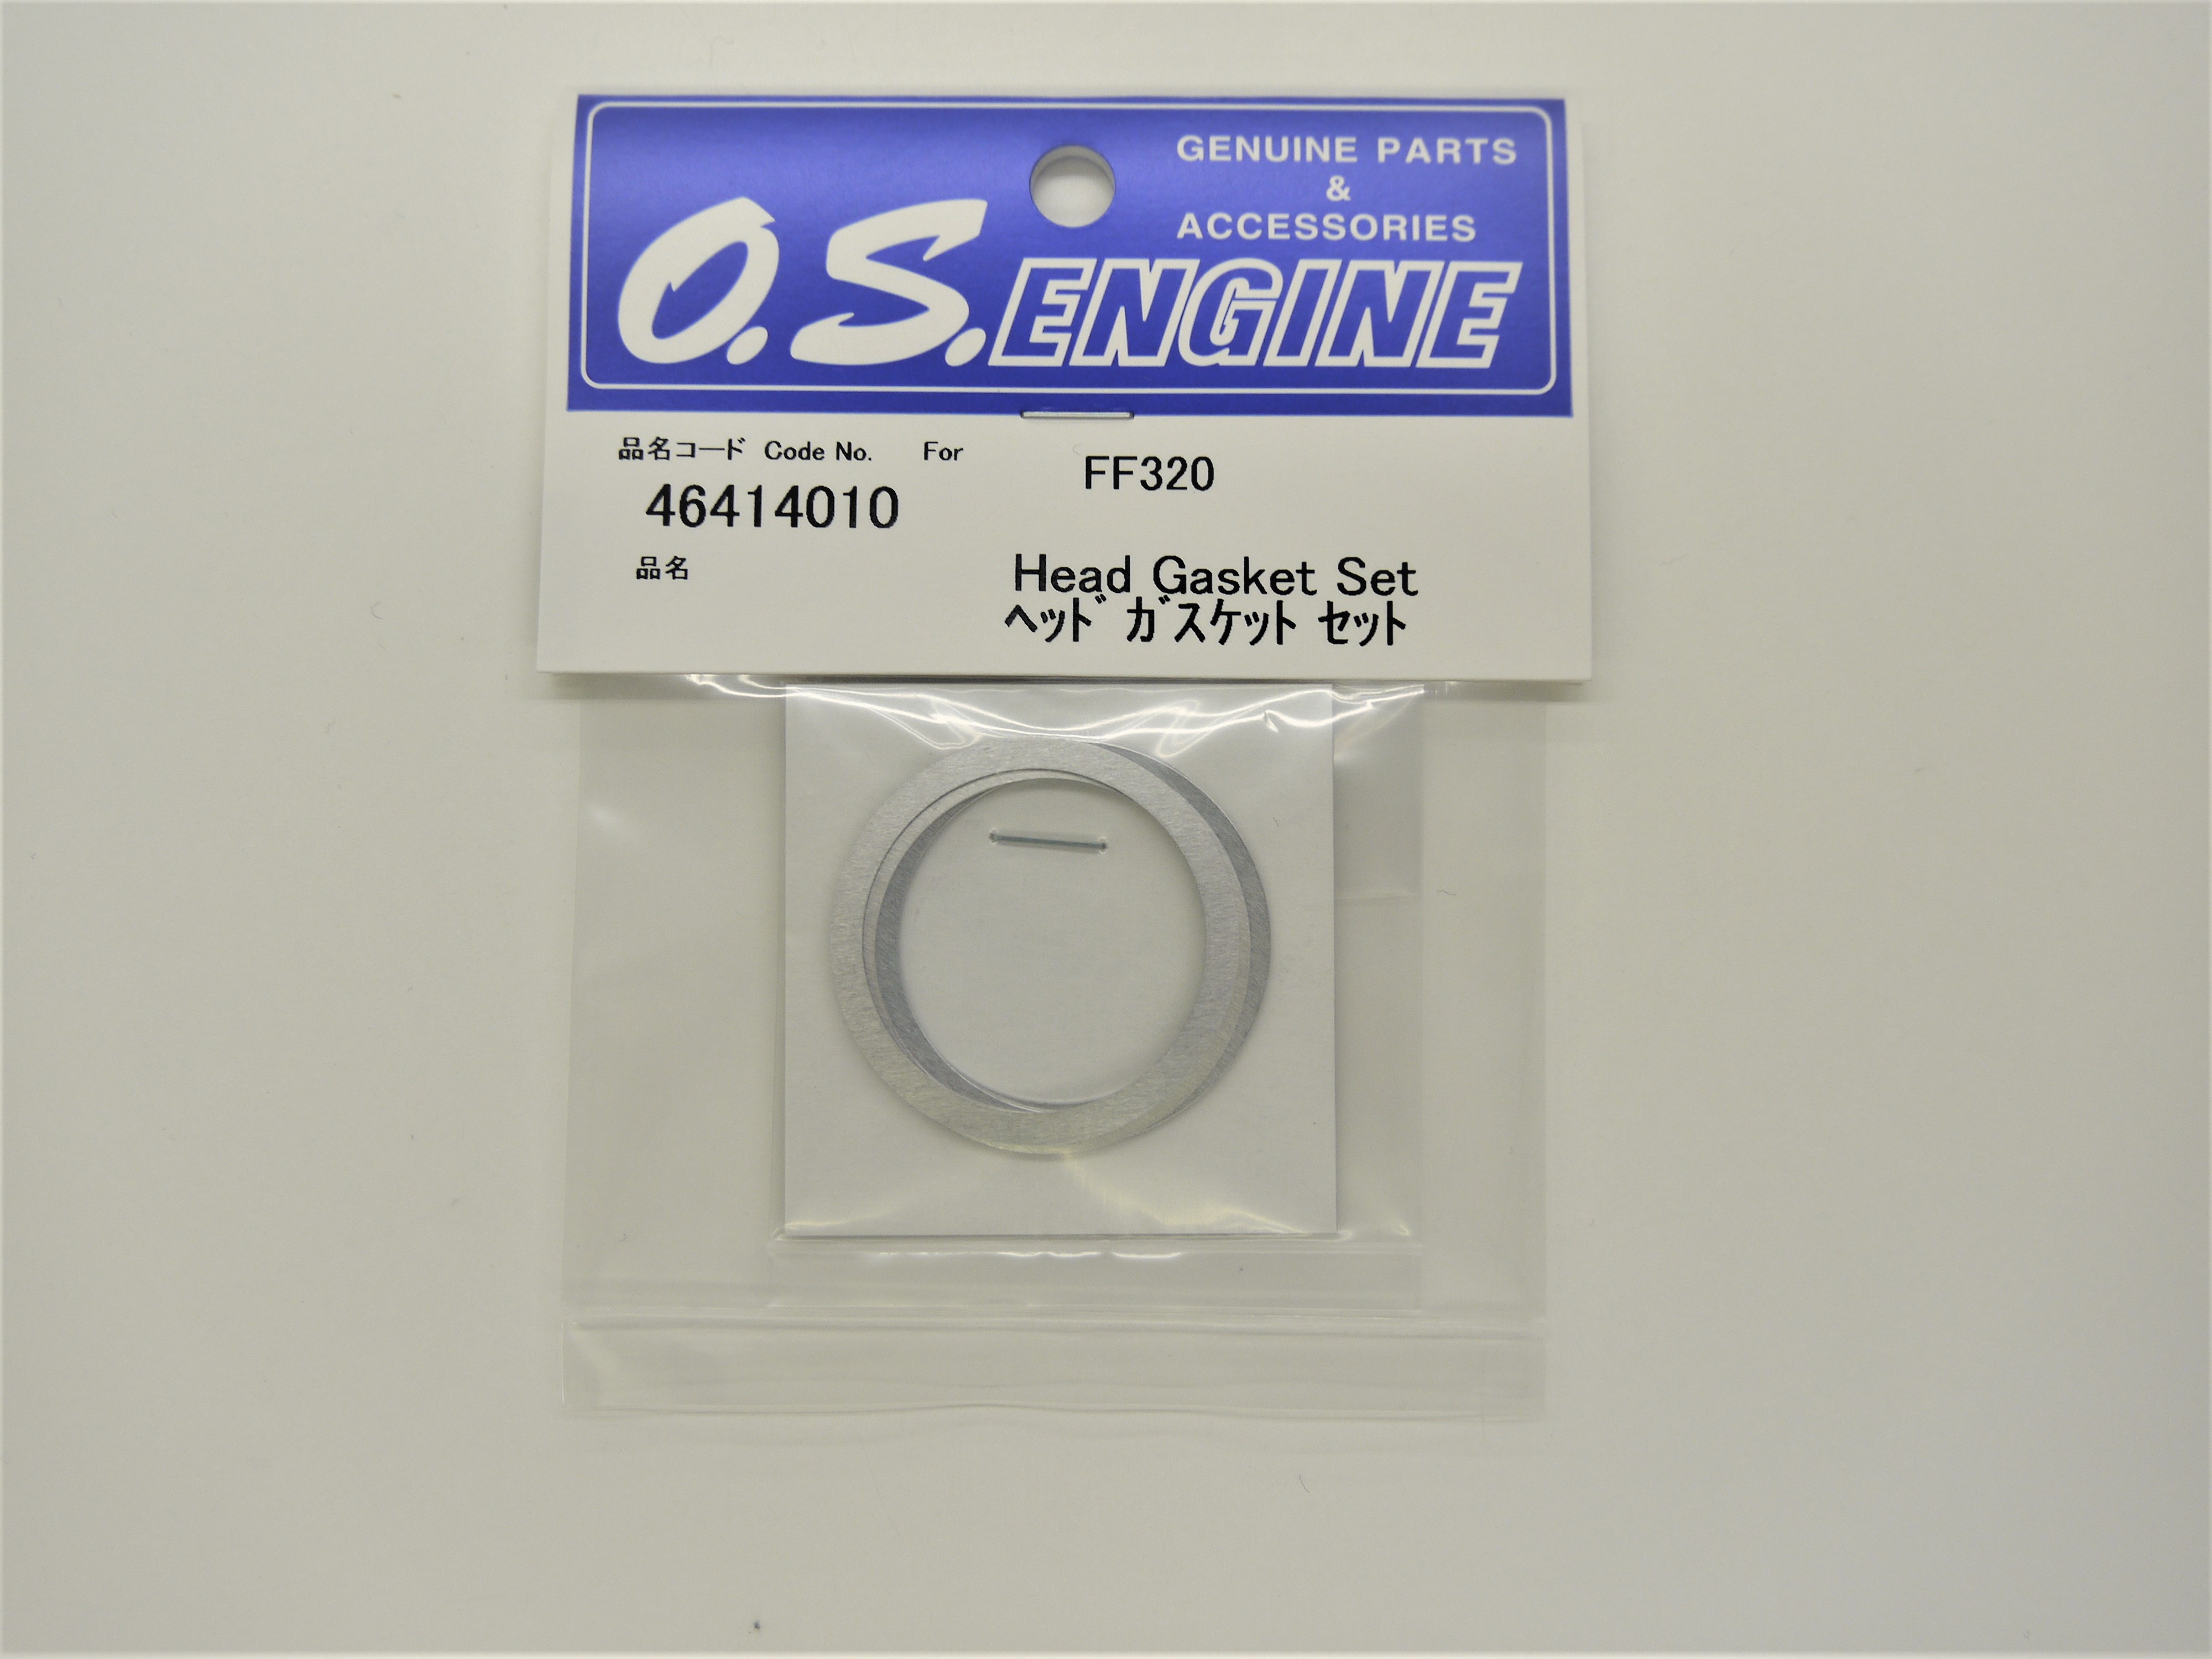 GENUINE PARTS
&
ACCESSORIES
O.S.ENGINE
品名コード Code No. For FF320
46414010
品名 Head Gasket Set
ﾍｯﾄﾞ ｶﾞｽｹｯﾄ ｾｯﾄ